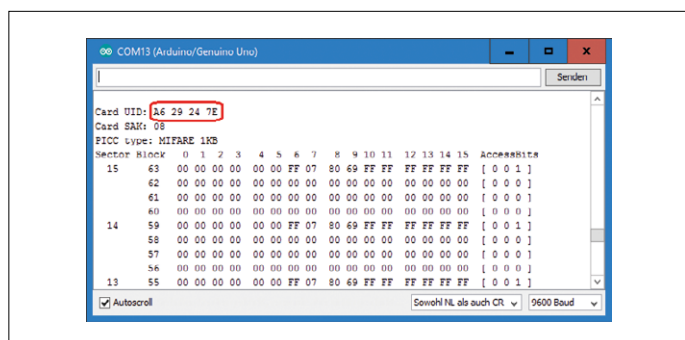 COM13 (Arduino/Genuino Uno)
Senden
Card UID: A6 29 24 7E
Card SAK: 08
PICC type: MIFARE 1KB
Sector Block 0 1 2 3 4 5 6 7 8 9 10 11 12 13 14 15 AccessBits
15 63 00 00 00 00 00 00 FF 07 80 69 FF FF FF FF FF FF [ 0 0 1 ]
62 00 00 00 00 00 00 00 00 00 00 00 00 00 00 00 00 [ 0 0 0 ]
61 00 00 00 00 00 00 00 00 00 00 00 00 00 00 00 00 [ 0 0 0 ]
60 00 00 00 00 00 00 00 00 00 00 00 00 00 00 00 00 [ 0 0 0 ]
14 59 00 00 00 00 00 00 FF 07 80 69 FF FF FF FF FF FF [ 0 0 1 ]
58 00 00 00 00 00 00 00 00 00 00 00 00 00 00 00 00 [ 0 0 0 ]
57 00 00 00 00 00 00 00 00 00 00 00 00 00 00 00 00 [ 0 0 0 ]
56 00 00 00 00 00 00 00 00 00 00 00 00 00 00 00 00 [ 0 0 0 ]
13 55 00 00 00 00 00 00 FF 07 80 69 FF FF FF FF FF FF [ 0 0 1 ]
Autoscroll Sowohl NL als auch CR 9600 Baud